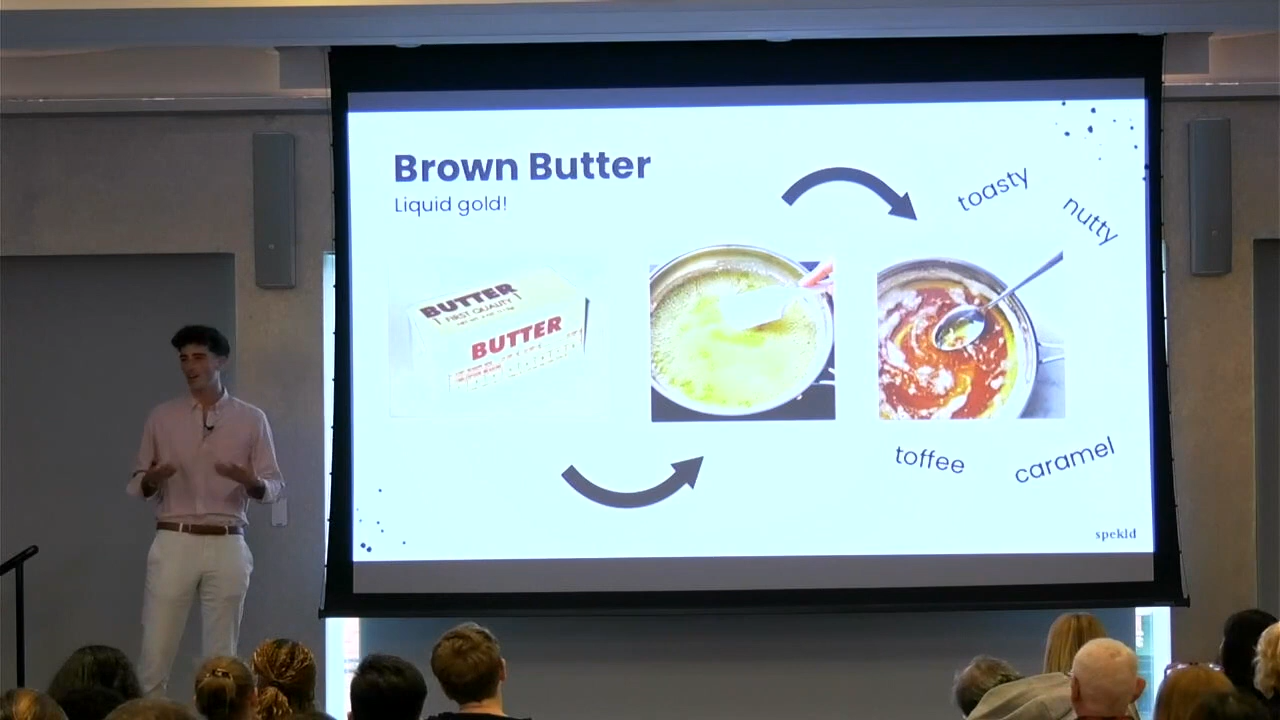 Brown Butter
Liquid gold!
toasty
nutty
BUTTER
FIRST QUALITY
BUTTER
toffee
caramel
spekld